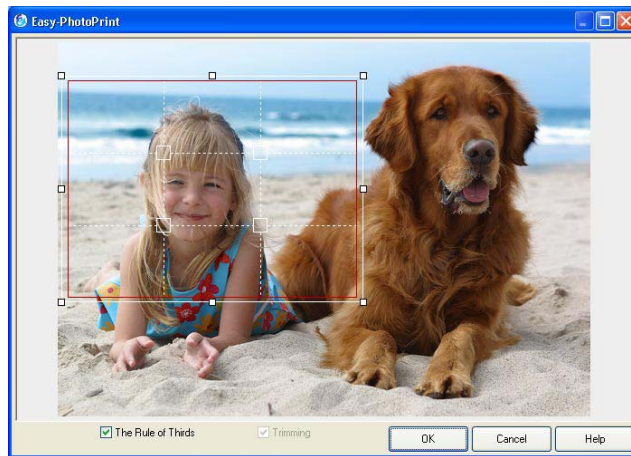 Easy-PhotoPrint
The Rule of Thirds
Trimming
OK
Cancel
Help